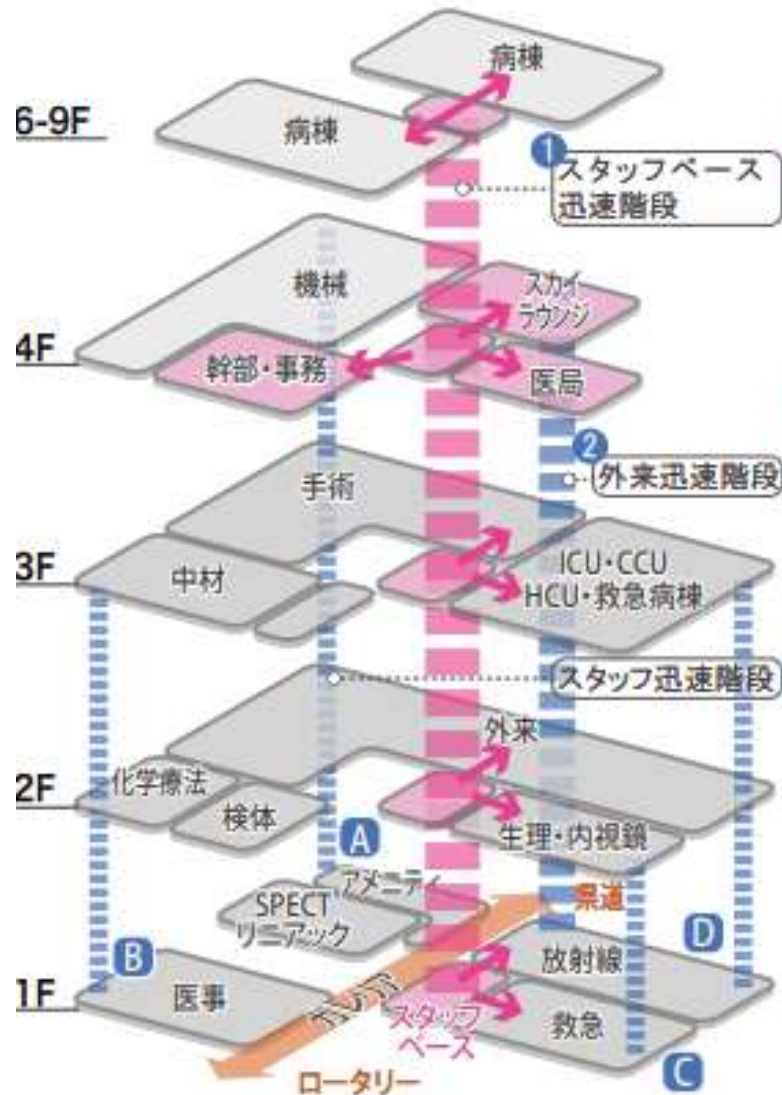 病棟
6-9F
病棟
1
スタッフベース
迅速階段
機械
スカイ
ラウンジ
4F
幹部・事務
医局
2
外来迅速階段
手術
3F
中材
ICU・CCU
HCU・救急病棟
スタッフ迅速階段
外来
化学療法
2F
検体
生理・内視鏡
A
アメニティ
県道
SPECT
リニアック
B
D
放射線
1F
医事
ガレリア
スタッフ
ベース
救急
C
ロータリー